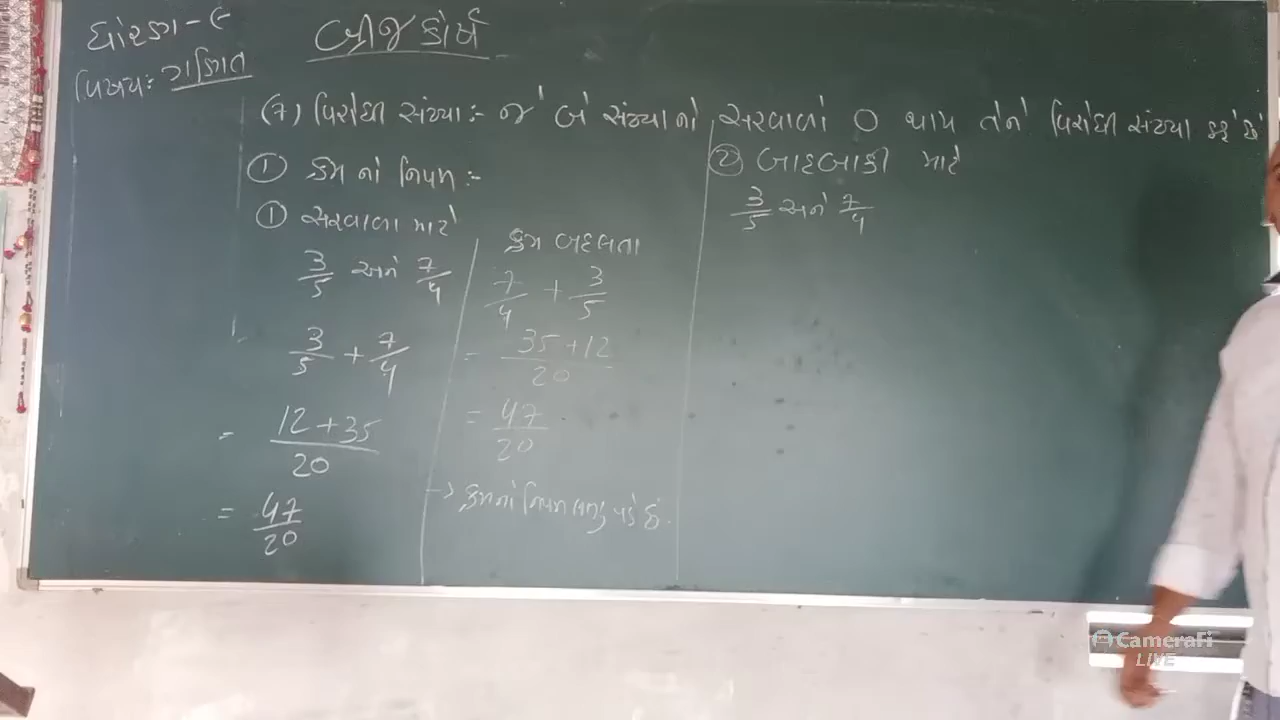 ધોરણ - ૯
વિષય: ગણિત
બ્રીજ કોર્ષ
(૭) વિરોધી સંખ્યા :- જે બે સંખ્યાનો સરવાળો 0 થાય તેને વિરોધી સંખ્યા કહે છે
① ક્રમ નો નિયમ :-
① સરવાળા માટે
3/5 અને 7/4
3/5 + 7/4
= 12 + 35 / 20
= 47/20
ક્રમ બદલતા
7/4 + 3/5
= 35 + 12 / 20
= 47/20
→ ક્રમનો નિયમ લાગુ પડે છે.
② બાદબાકી માટે
3/5 અને 7/4
CameraFi
LIVE